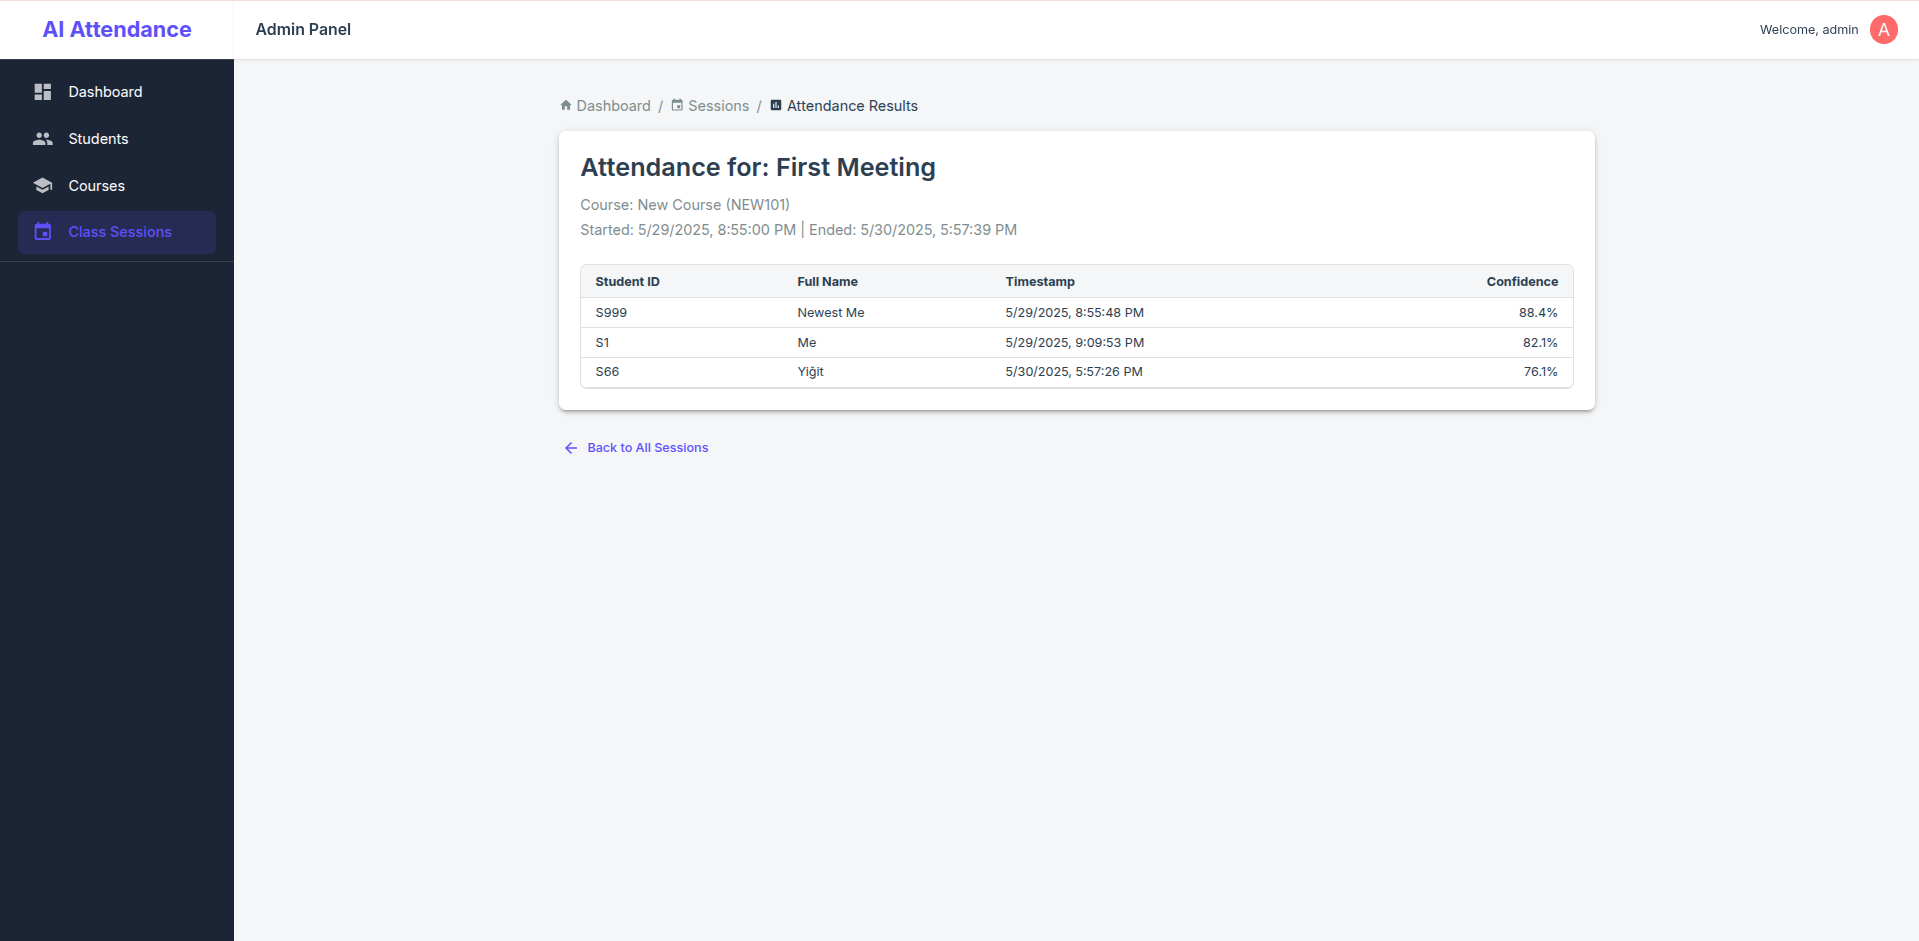 AI Attendance
Admin Panel
Welcome, admin
A
Dashboard
Students
Courses
Class Sessions
Dashboard / Sessions / Attendance Results
Attendance for: First Meeting
Course: New Course (NEW101)
Started: 5/29/2025, 8:55:00 PM | Ended: 5/30/2025, 5:57:39 PM
Student ID Full Name Timestamp Confidence
S999 Newest Me 5/29/2025, 8:55:48 PM 88.4%
S1 Me 5/29/2025, 9:09:53 PM 82.1%
S66 Yiğit 5/30/2025, 5:57:26 PM 76.1%
Back to All Sessions